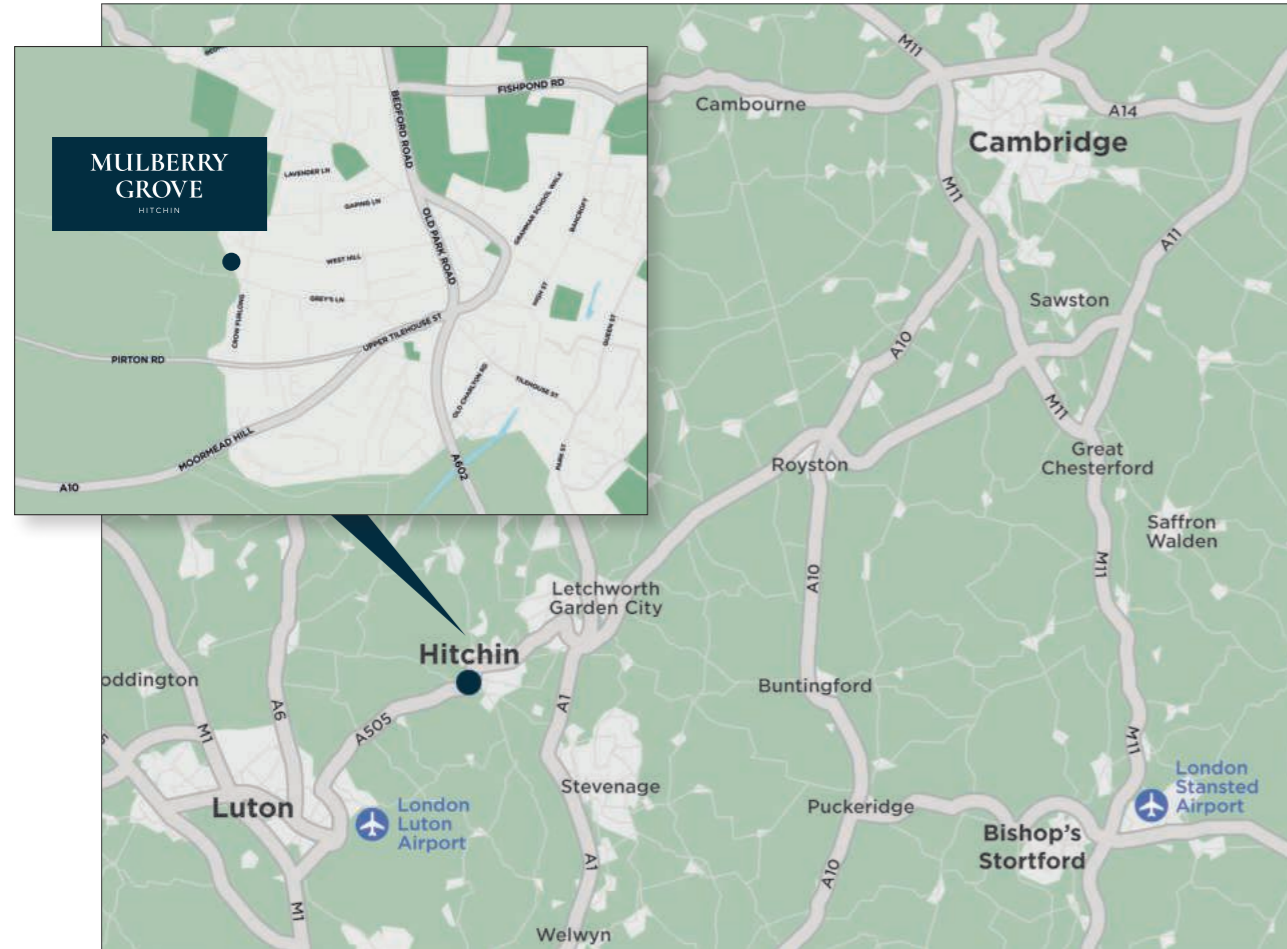 MULBERRY
GROVE
HITCHIN
FISHPOND RD
BEDFORD ROAD
LAVENDER LN
GAPING LN
GRAMMAR SCHOOL WALK
BANCROFT
OLD PARK ROAD
WEST HILL
GREY'S LN
HIGH ST
QUEEN ST
CROW FURLONG
UPPER TILEHOUSE ST
PIRTON RD
OLD CHARLTON RD
TILEHOUSE ST
MOORMEAD HILL
PARK ST
A602
A10
M11
Cambourne
A14
Cambridge
M11
A11
Sawston
A10
M11
Royston
Great
Chesterford
Saffron
Walden
M11
A10
Letchworth
Garden City
Hitchin
oddington
Buntingford
A6
A1
A505
M1
M11
London
Stansted
Airport
Stevenage
Luton
London
Luton
Airport
Puckeridge
Bishop's
Stortford
A1
A10
M1
Welwyn